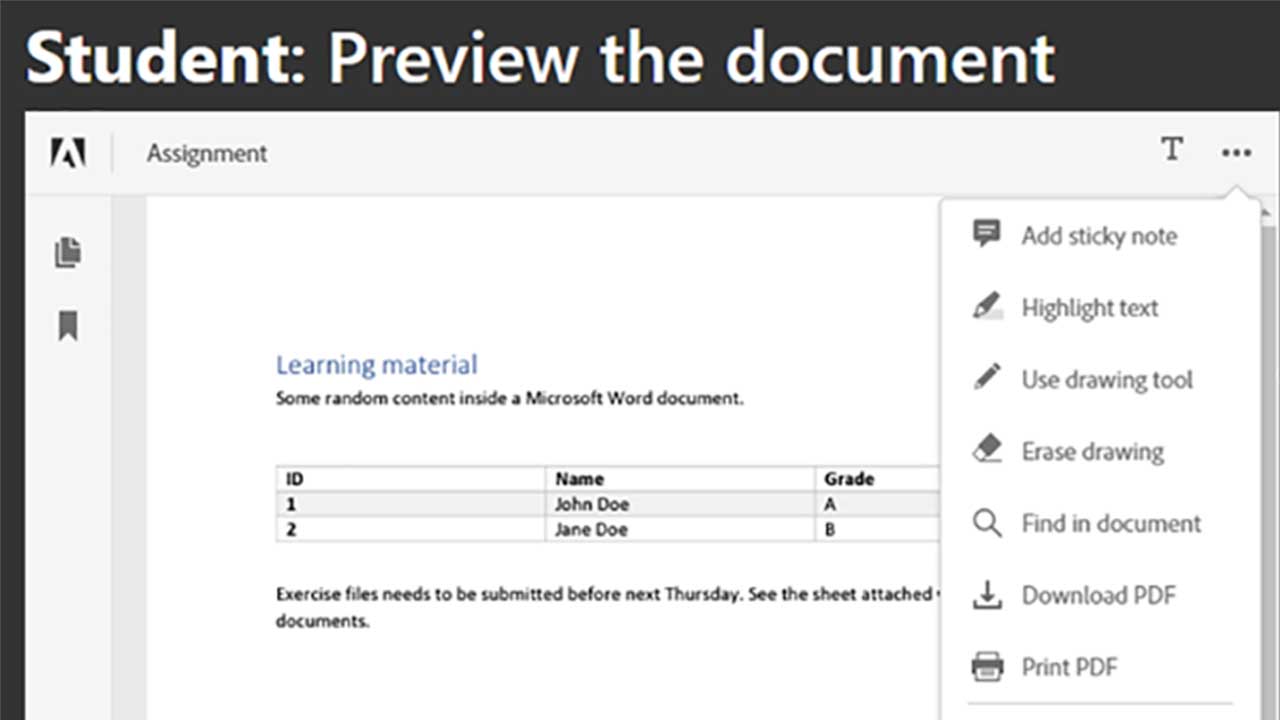 Student: Preview the document
Assignment
T
Add sticky note
Highlight text
Use drawing tool
Erase drawing
Find in document
Download PDF
Print PDF
Learning material
Some random content inside a Microsoft Word document.
ID Name Grade
1 John Doe A
2 Jane Doe B
Exercise files needs to be submitted before next Thursday. See the sheet attached
documents.